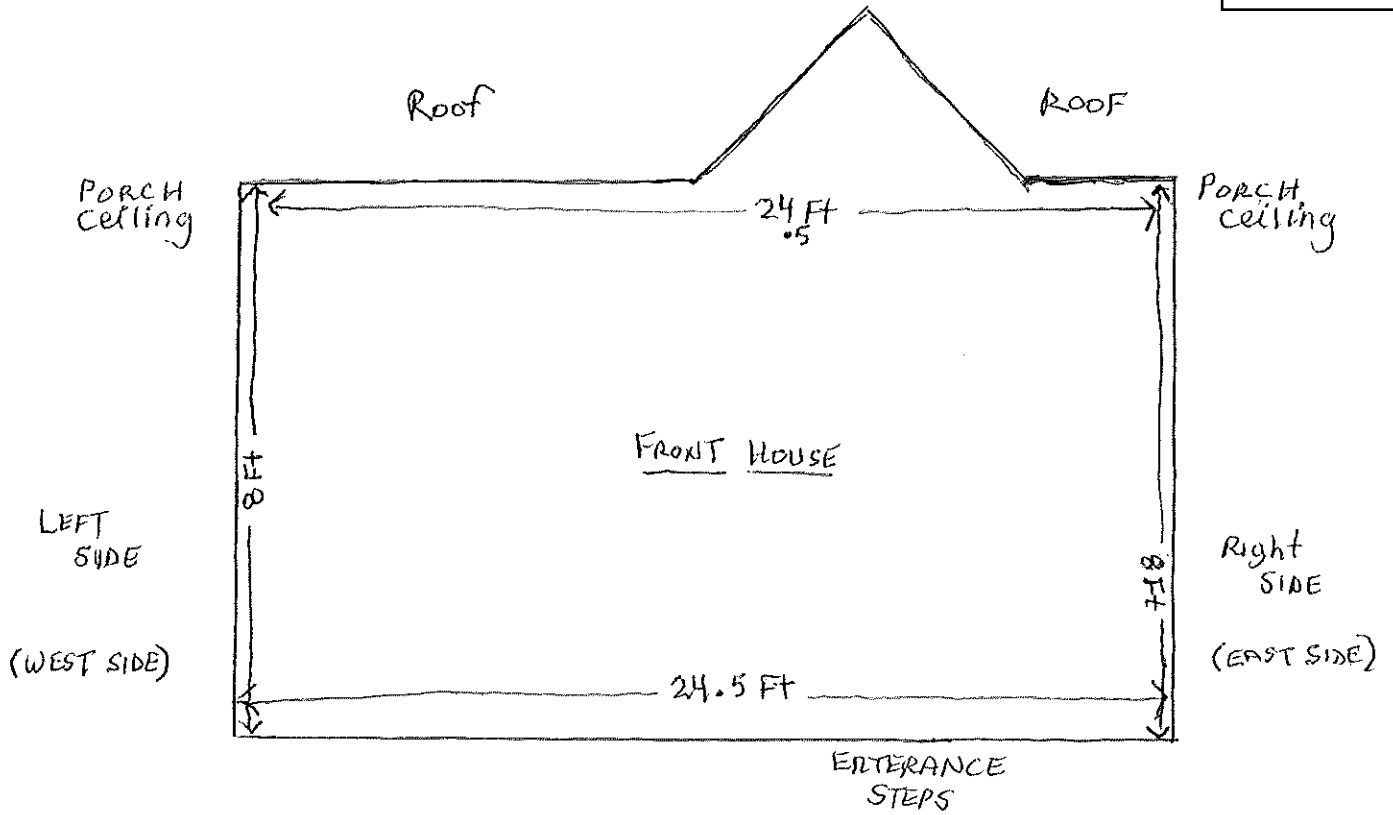 Roof
ROOF
PORCH
Ceiling
24 Ft
.5
PORCH
Ceiling
FRONT HOUSE
8 Ft
8 Ft
LEFT
SIDE
Right
SIDE
(WEST SIDE)
(EAST SIDE)
24.5 Ft
ENTERANCE
STEPS